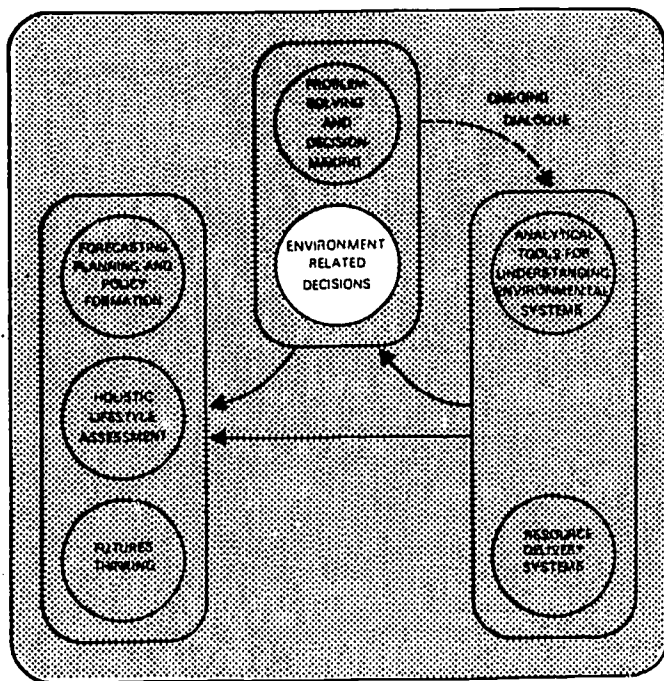 PROBLEM
SOLVING
AND
DECISION-
MAKING
ONGOING
DIALOGUE
ENVIRONMENT
RELATED
DECISIONS
FORECASTING
PLANNING AND
POLICY
FORMATION
HOLISTIC
LIFESTYLE
ASSESSMENT
FUTURES
THINKING
ANALYTICAL
TOOLS FOR
UNDERSTANDING
ENVIRONMENTAL
SYSTEMS
RESOURCE
DELIVERY
SYSTEMS